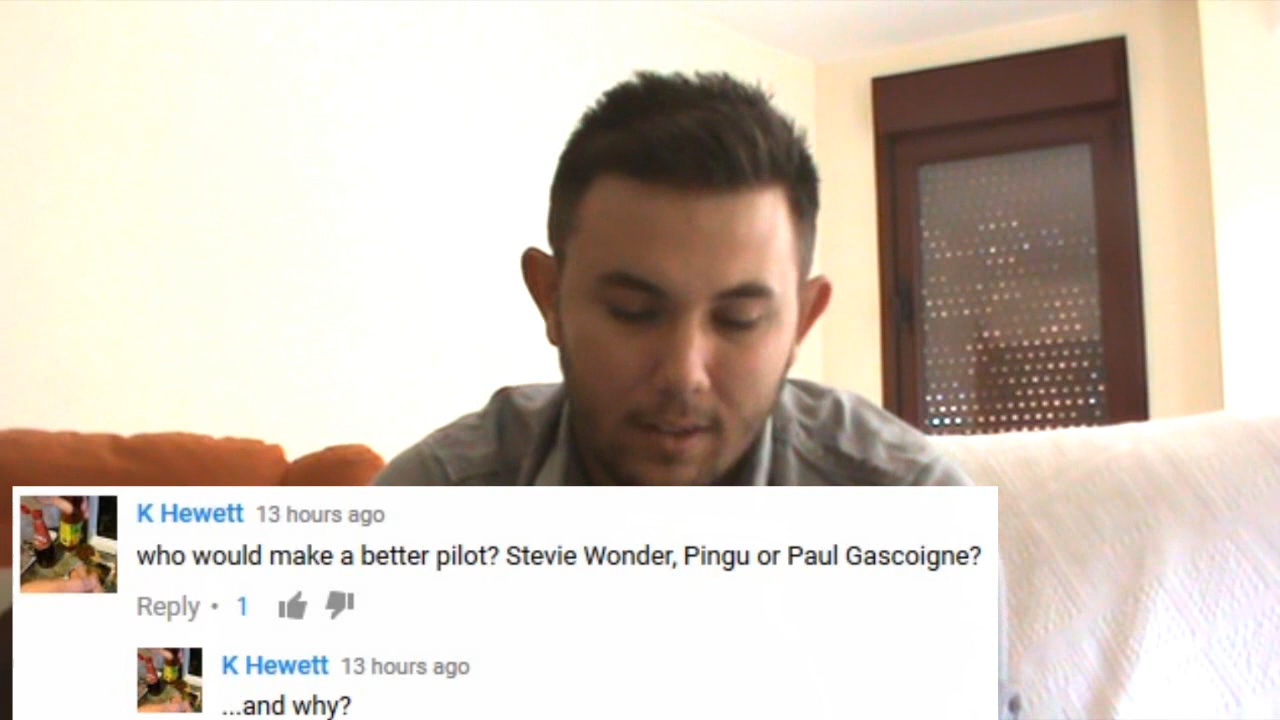 K Hewett 13 hours ago
who would make a better pilot? Stevie Wonder, Pingu or Paul Gascoigne?
Reply • 1
K Hewett 13 hours ago
...and why?